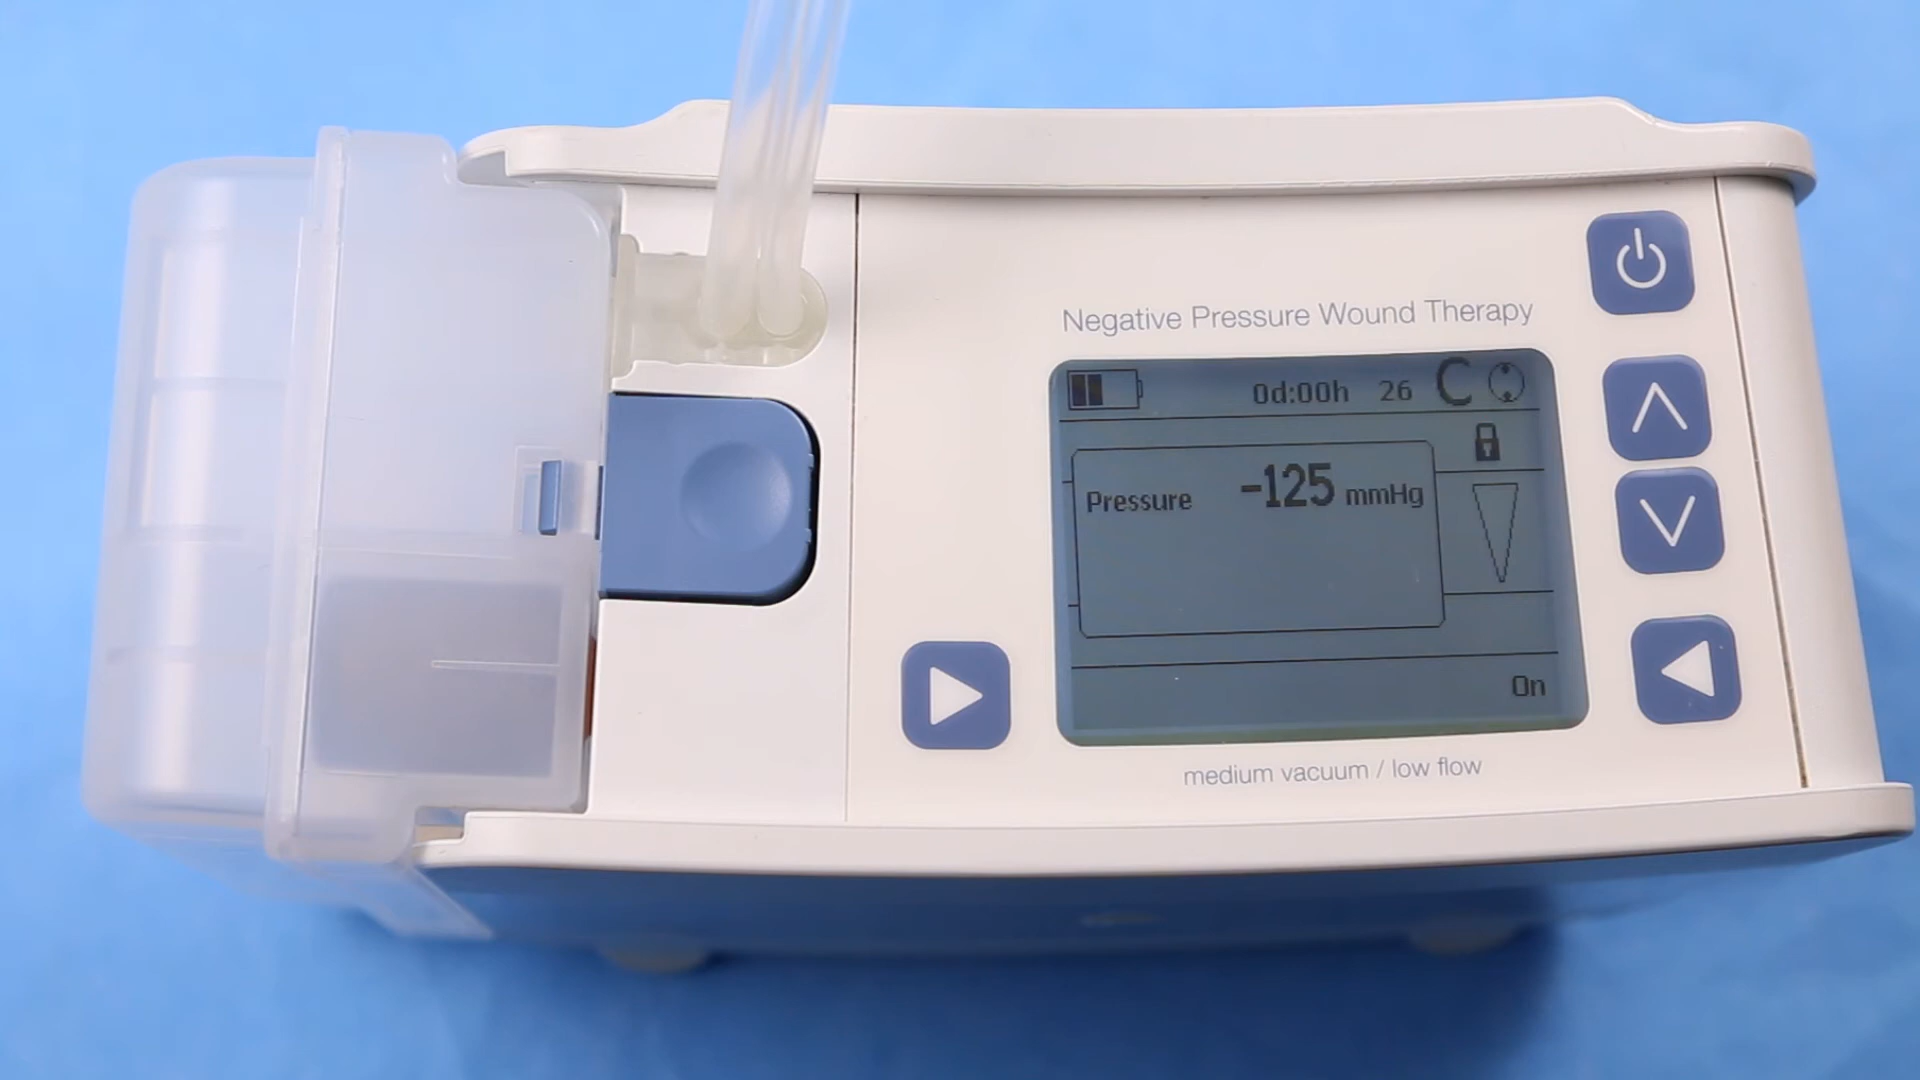 Negative Pressure Wound Therapy
0d:00h 26 C
Pressure -125 mmHg
On
medium vacuum / low flow